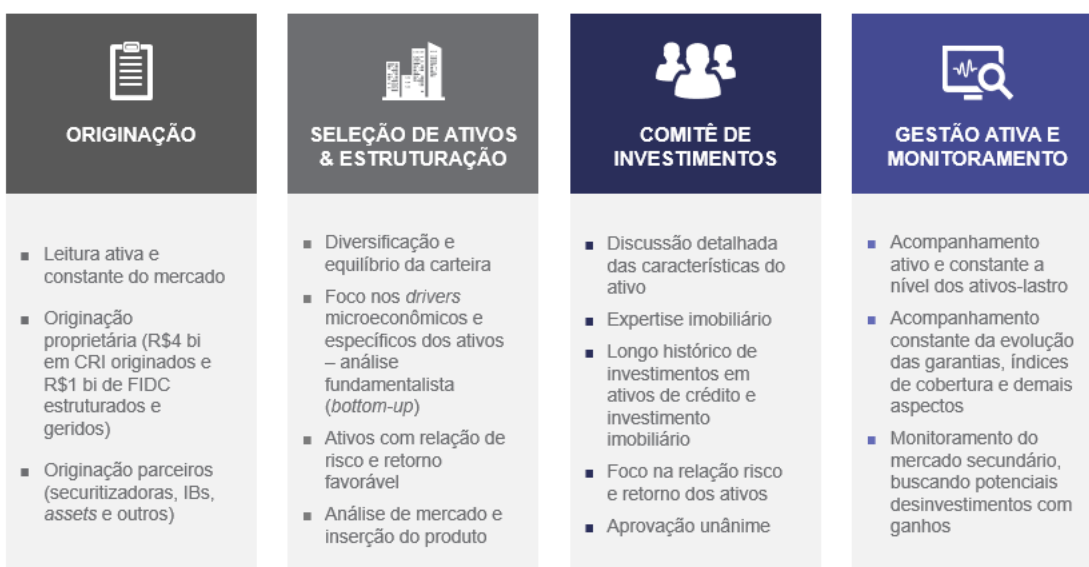 ORIGINAÇÃO
■ Leitura ativa e
constante do mercado
■ Originação
proprietária (R$4 bi
em CRI originados e
R$1 bi de FIDC
estruturados e
geridos)
■ Originação parceiros
(securitizadoras, IBs,
assets e outros)
SELEÇÃO DE ATIVOS
& ESTRUTURAÇÃO
■ Diversificação e
equilíbrio da carteira
■ Foco nos drivers
microeconômicos e
específicos dos ativos
– análise
fundamentalista
(bottom-up)
■ Ativos com relação de
risco e retorno
favorável
■ Análise de mercado e
inserção do produto
COMITÊ DE
INVESTIMENTOS
■ Discussão detalhada
das características do
ativo
■ Expertise imobiliário
■ Longo histórico de
investimentos em
ativos de crédito e
investimento
imobiliário
■ Foco na relação risco
e retorno dos ativos
■ Aprovação unânime
GESTÃO ATIVA E
MONITORAMENTO
■ Acompanhamento
ativo e constante a
nível dos ativos-lastro
■ Acompanhamento
constante da evolução
das garantias, índices
de cobertura e demais
aspectos
■ Monitoramento do
mercado secundário,
buscando potenciais
desinvestimentos com
ganhos